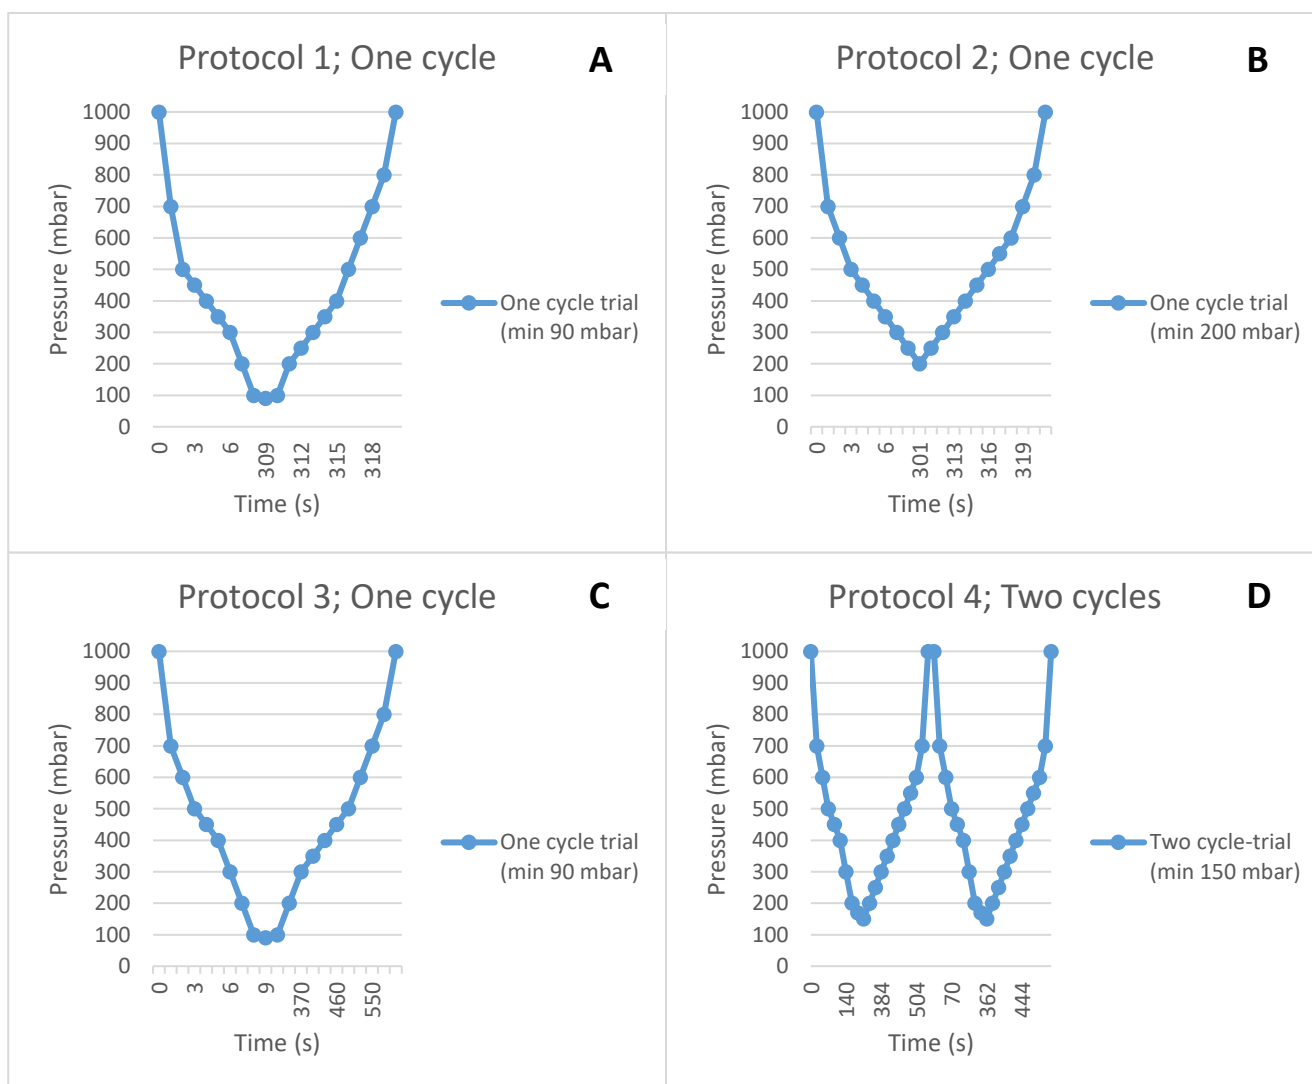 Protocol 1; One cycle
A
1000
900
800
700
600
500
400
300
200
100
0
Pressure (mbar)
0 3 6 309 312 315 318
Time (s)
One cycle trial
(min 90 mbar)
Protocol 2; One cycle
B
1000
900
800
700
600
500
400
300
200
100
0
Pressure (mbar)
0 3 6 301 313 316 319
Time (s)
One cycle trial
(min 200 mbar)
Protocol 3; One cycle
C
1000
900
800
700
600
500
400
300
200
100
0
Pressure (mbar)
0 3 6 9 370 460 550
Time (s)
One cycle trial
(min 90 mbar)
Protocol 4; Two cycles
D
1000
900
800
700
600
500
400
300
200
100
0
Pressure (mbar)
0 140 384 504 70 362 444
Time (s)
Two cycle-trial
(min 150 mbar)